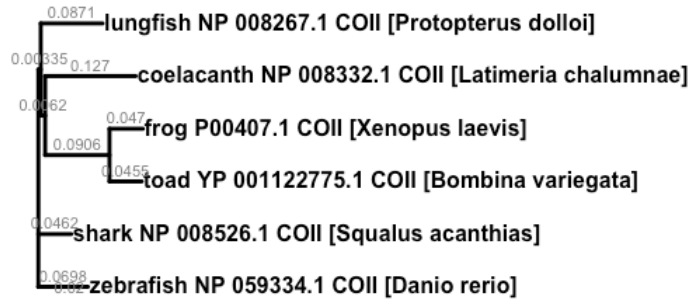 0.0871
lungfish NP 008267.1 COII [Protopterus dolloi]
0.00335
0.127
coelacanth NP 008332.1 COII [Latimeria chalumnae]
0.0062
0.047
frog P00407.1 COII [Xenopus laevis]
0.0906
0.0455
toad YP 001122775.1 COII [Bombina variegata]
0.0462
shark NP 008526.1 COII [Squalus acanthias]
0.0698
0.02
zebrafish NP 059334.1 COII [Danio rerio]